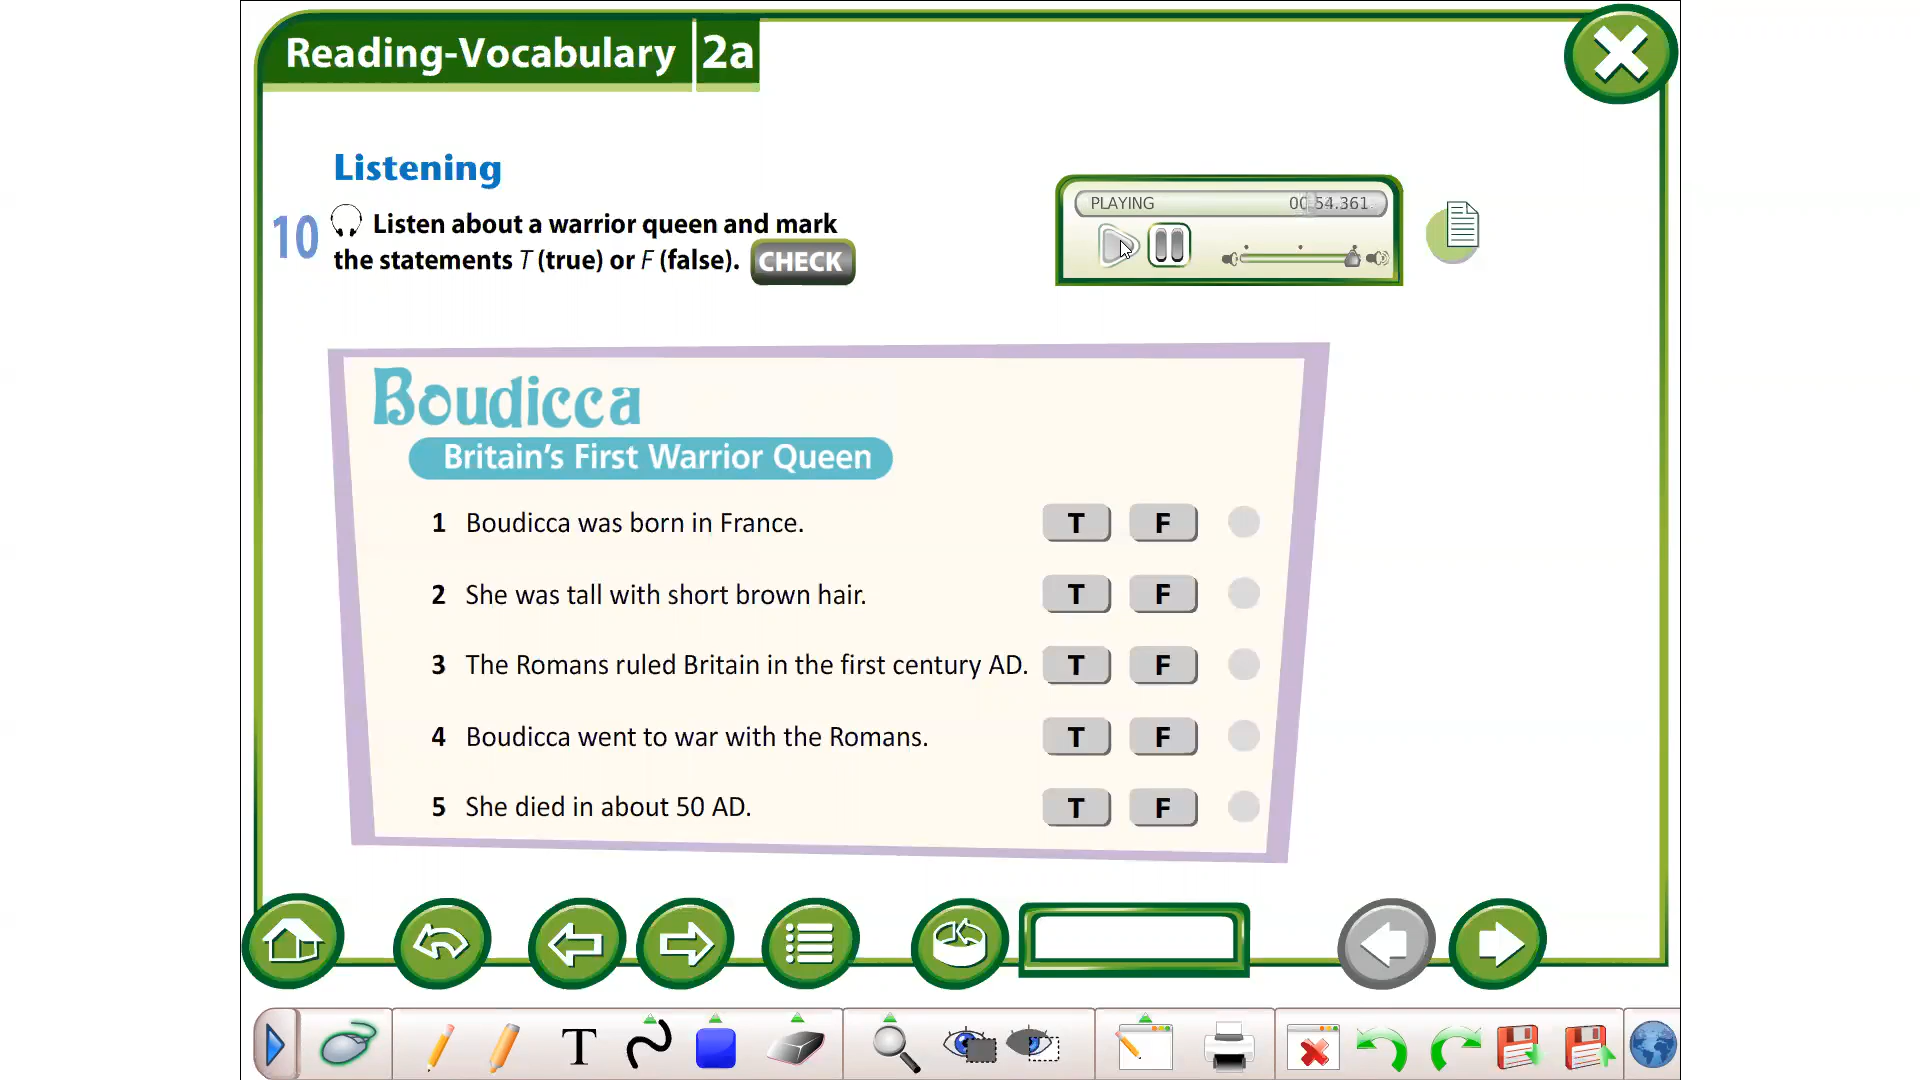 Reading-Vocabulary 2a
Listening
10 Listen about a warrior queen and mark
the statements T (true) or F (false). CHECK
PLAYING 00:54.361
Boudicca
Britain's First Warrior Queen
1 Boudicca was born in France. T F
2 She was tall with short brown hair. T F
3 The Romans ruled Britain in the first century AD. T F
4 Boudicca went to war with the Romans. T F
5 She died in about 50 AD. T F
T